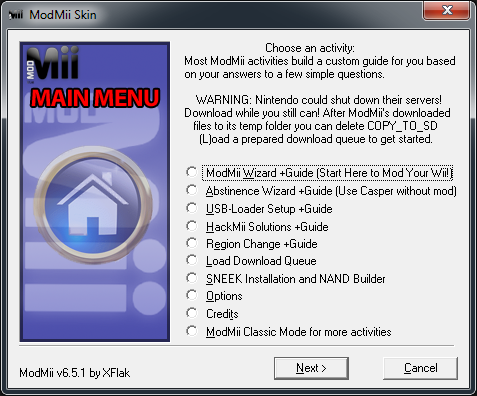 ModMii Skin
MOD
Mii
MAIN MENU
Choose an activity:
Most ModMii activities build a custom guide for you based
on your answers to a few simple questions.
WARNING: Nintendo could shut down their servers!
Download while you still can! After ModMii's downloaded
files to its temp folder you can delete COPY_TO_SD
(L)oad a prepared download queue to get started.
ModMii Wizard +Guide (Start Here to Mod Your Wii!)
Abstinence Wizard +Guide (Use Casper without mod)
USB-Loader Setup +Guide
HackMii Solutions +Guide
Region Change +Guide
Load Download Queue
SNEEK Installation and NAND Builder
Options
Credits
ModMii Classic Mode for more activities
ModMii v6.5.1 by XFlak
Next >
Cancel